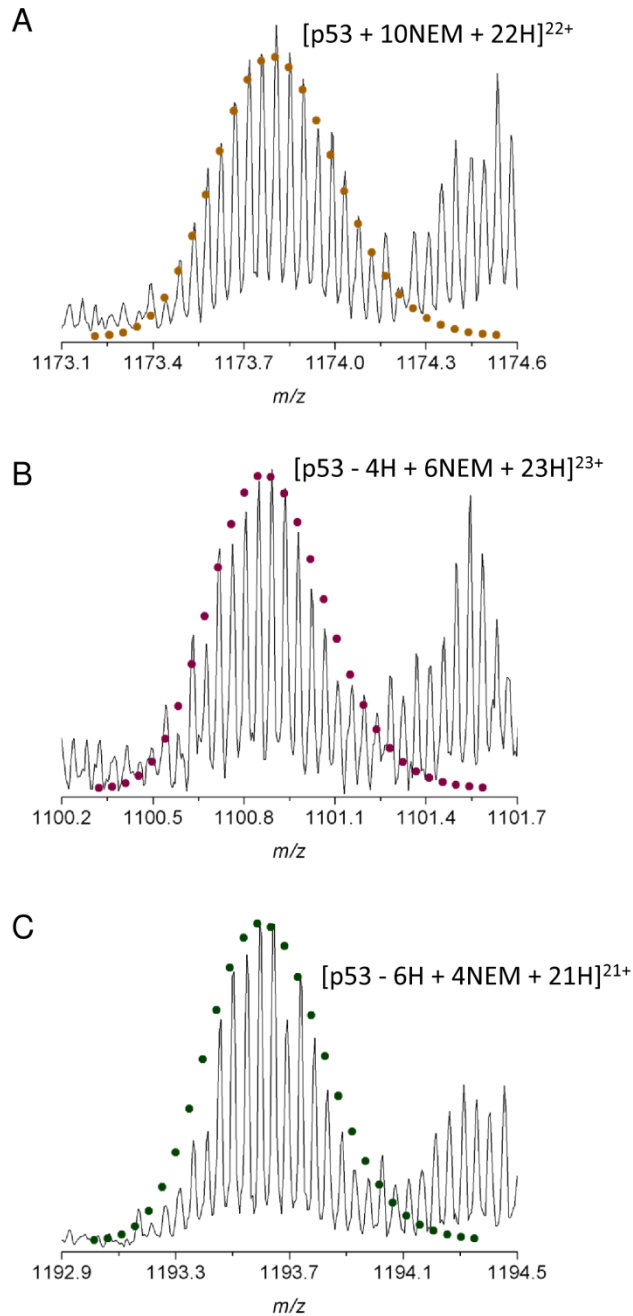 A
[p53 + 10NEM + 22H]²²⁺
1173.1 1173.4 1173.8 1174.0 1174.3 1174.6
m/z
B
[p53 - 4H + 6NEM + 23H]²³⁺
1100.2 1100.5 1100.8 1101.1 1101.4 1101.7
m/z
C
[p53 - 6H + 4NEM + 21H]²¹⁺
1192.9 1193.3 1193.7 1194.1 1194.5
m/z